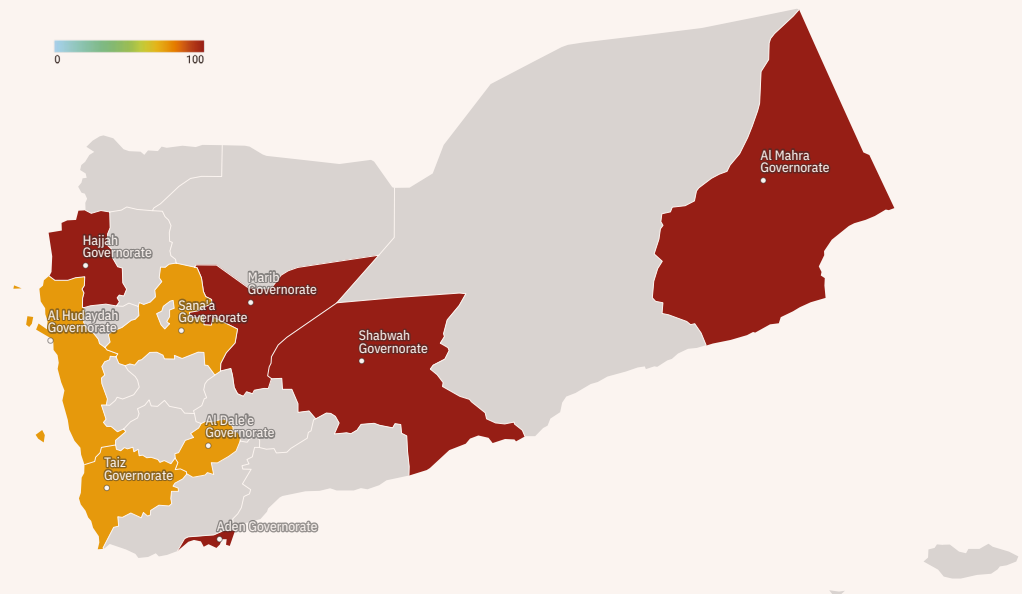 0
100
Al Mahra
Governorate
Hajjah
Governorate
Marib
Governorate
Sana'a
Governorate
Al Hudaydah
Governorate
Shabwah
Governorate
Al Dale'e
Governorate
Taiz
Governorate
Aden Governorate